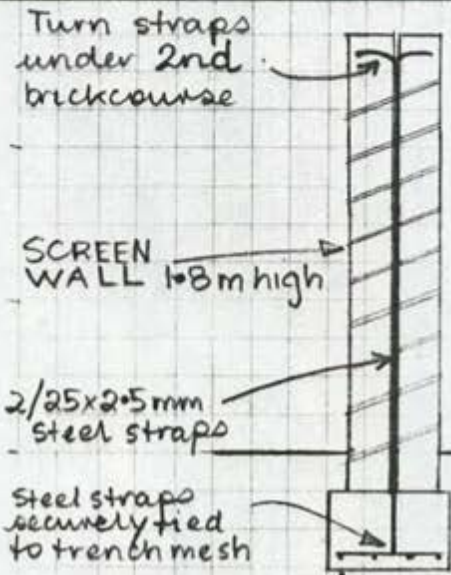 Turn straps
under 2nd
brickcourse
SCREEN
WALL 1•8m high
2/25x2•5mm
steel straps
steel straps
securely tied
to trench mesh